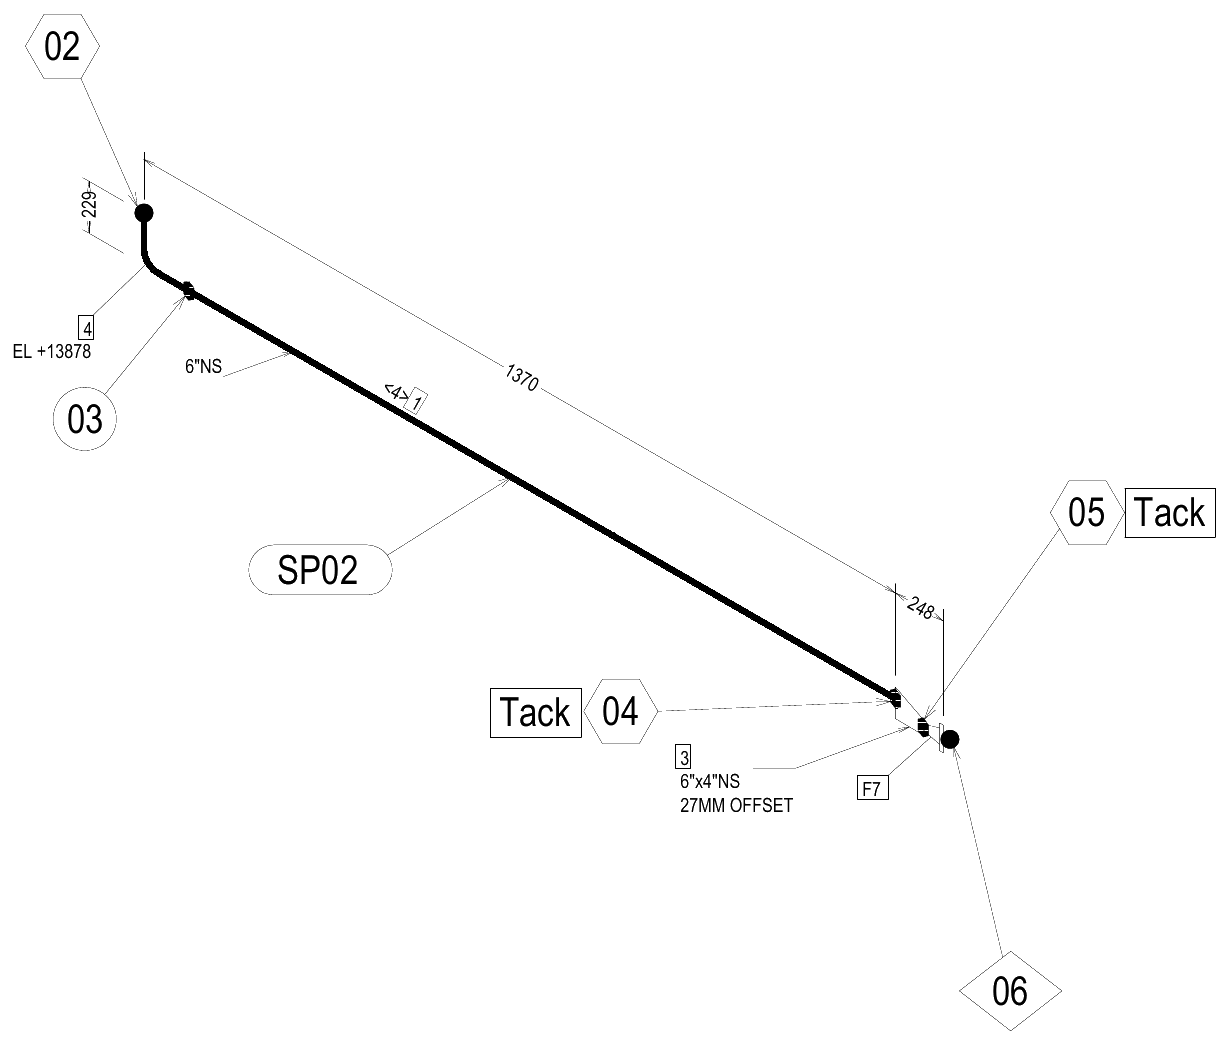 02
229
4
EL +13878
03
6"NS
<4> 1
1370
SP02
05 Tack
248
Tack 04
3
6"x4"NS
27MM OFFSET
F7
06